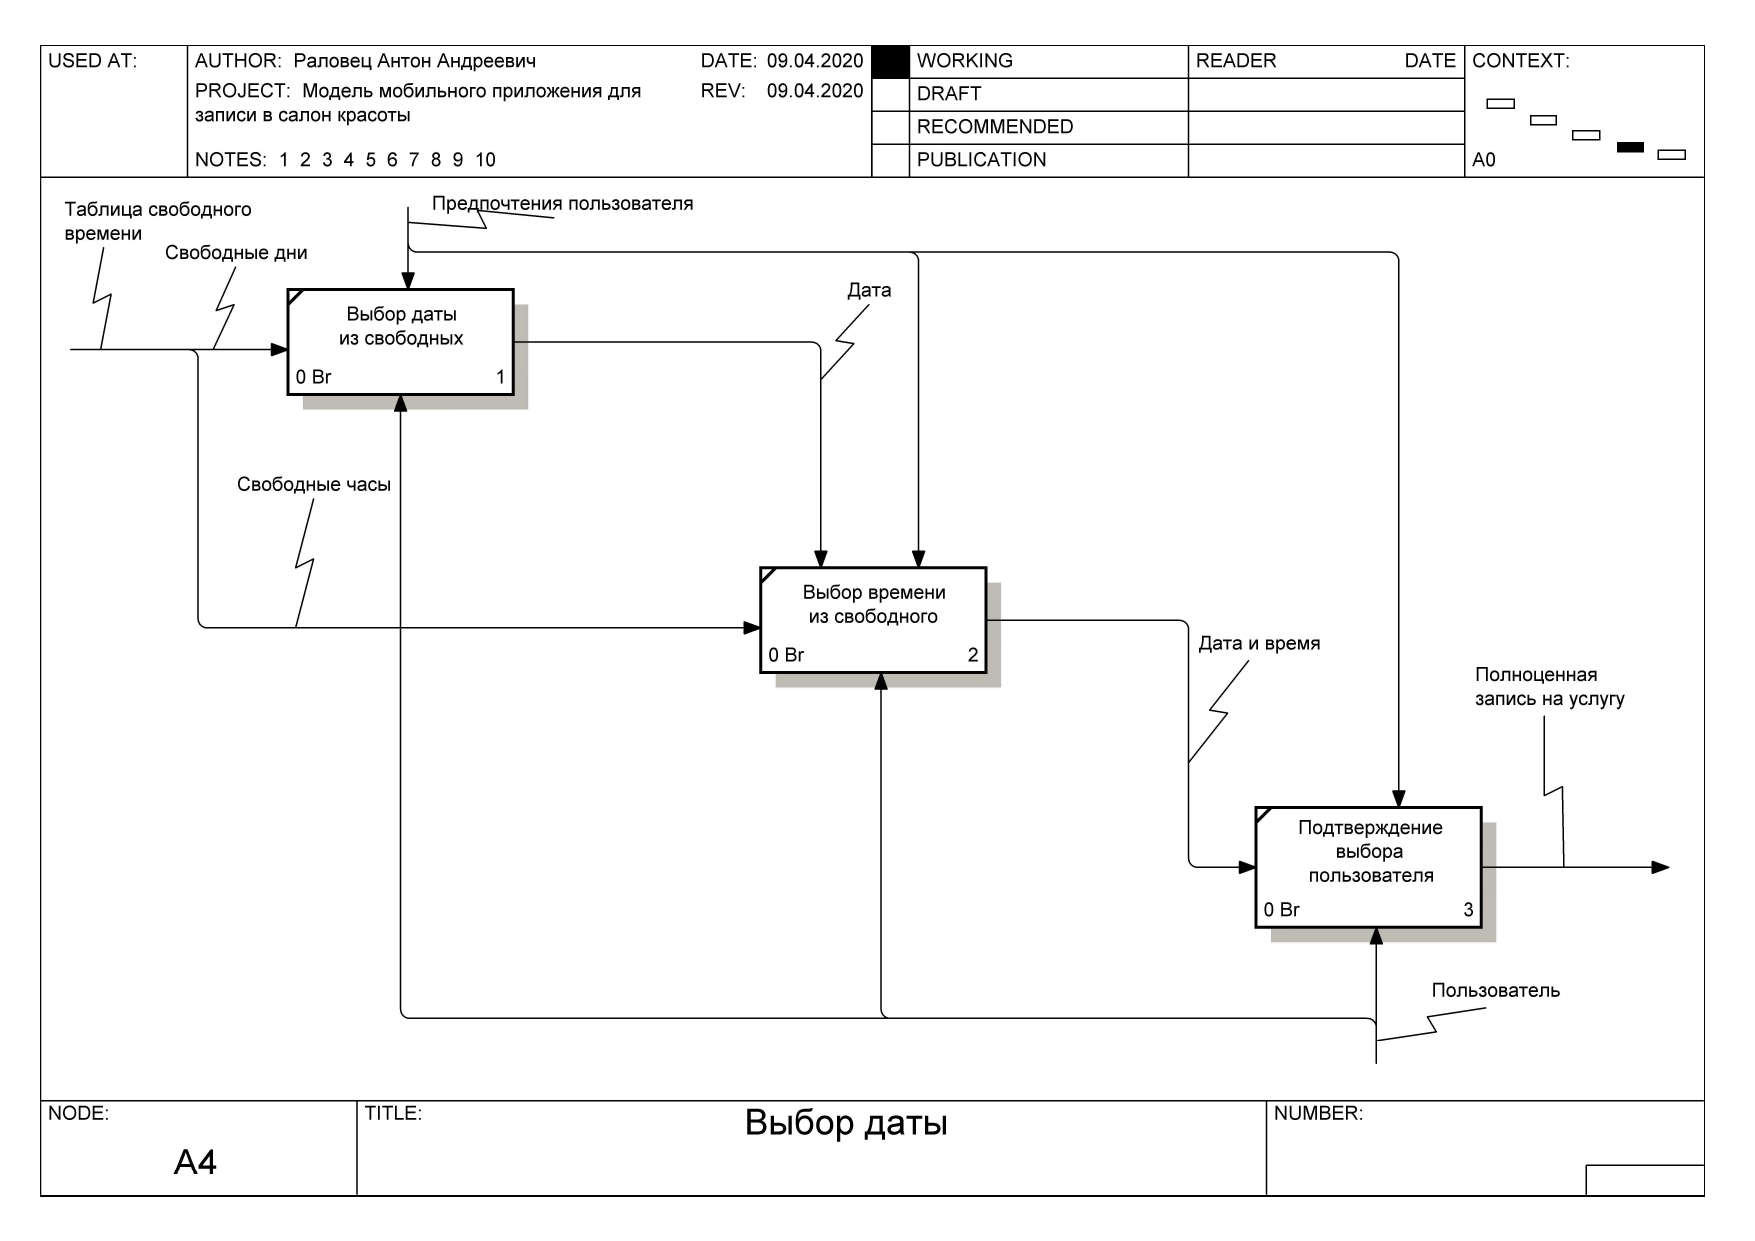 USED AT:
AUTHOR: Раловец Антон Андреевич
DATE: 09.04.2020
PROJECT: Модель мобильного приложения для
записи в салон красоты
REV: 09.04.2020
NOTES: 1 2 3 4 5 6 7 8 9 10
WORKING
DRAFT
RECOMMENDED
PUBLICATION
READER DATE
CONTEXT:
A0
Таблица свободного
времени
Свободные дни
Предпочтения пользователя
Выбор даты
из свободных
0 Br 1
Дата
Свободные часы
Выбор времени
из свободного
0 Br 2
Дата и время
Полноценная
запись на услугу
Подтверждение
выбора
пользователя
0 Br 3
Пользователь
NODE:
A4
TITLE:
Выбор даты
NUMBER: